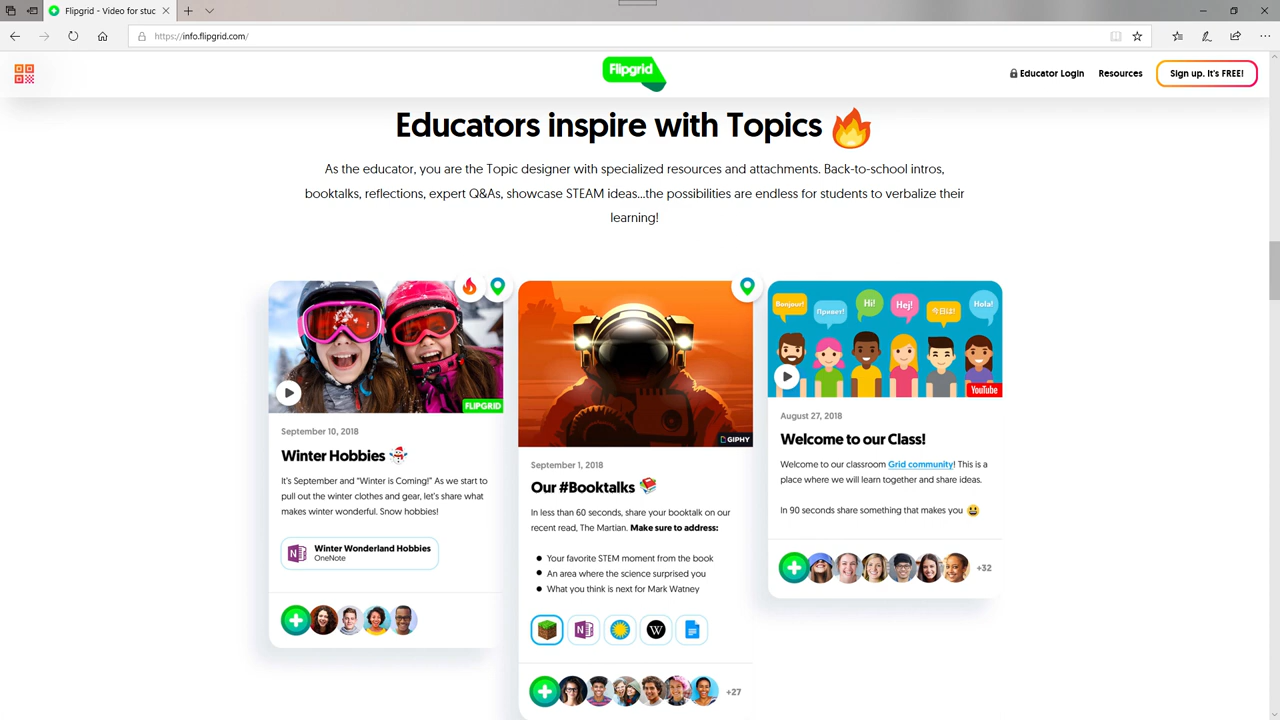 Flipgrid - Video for stuc
https://info.flipgrid.com/
Flipgrid
Educator Login
Resources
Sign up. It's FREE!
Educators inspire with Topics 🔥
As the educator, you are the Topic designer with specialized resources and attachments. Back-to-school intros,
booktalks, reflections, expert Q&As, showcase STEAM ideas...the possibilities are endless for students to verbalize their
learning!
FLIPGRID
September 10, 2018
Winter Hobbies ⛄
It's September and "Winter is Coming!" As we start to
pull out the winter clothes and gear, let's share what
makes winter wonderful. Snow hobbies!
N
Winter Wonderland Hobbies
OneNote
GIPHY
September 1, 2018
Our #Booktalks 📚
In less than 60 seconds, share your booktalk on our
recent read, The Martian. Make sure to address:
● Your favorite STEM moment from the book
● An area where the science surprised you
● What you think is next for Mark Watney
N
W
+27
Bonjour!
Привет!
Hi!
Hej!
今日は!
Hola!
YouTube
August 27, 2018
Welcome to our Class!
Welcome to our classroom Grid community! This is a
place where we will learn together and share ideas.
In 90 seconds share something that makes you 😃
+32